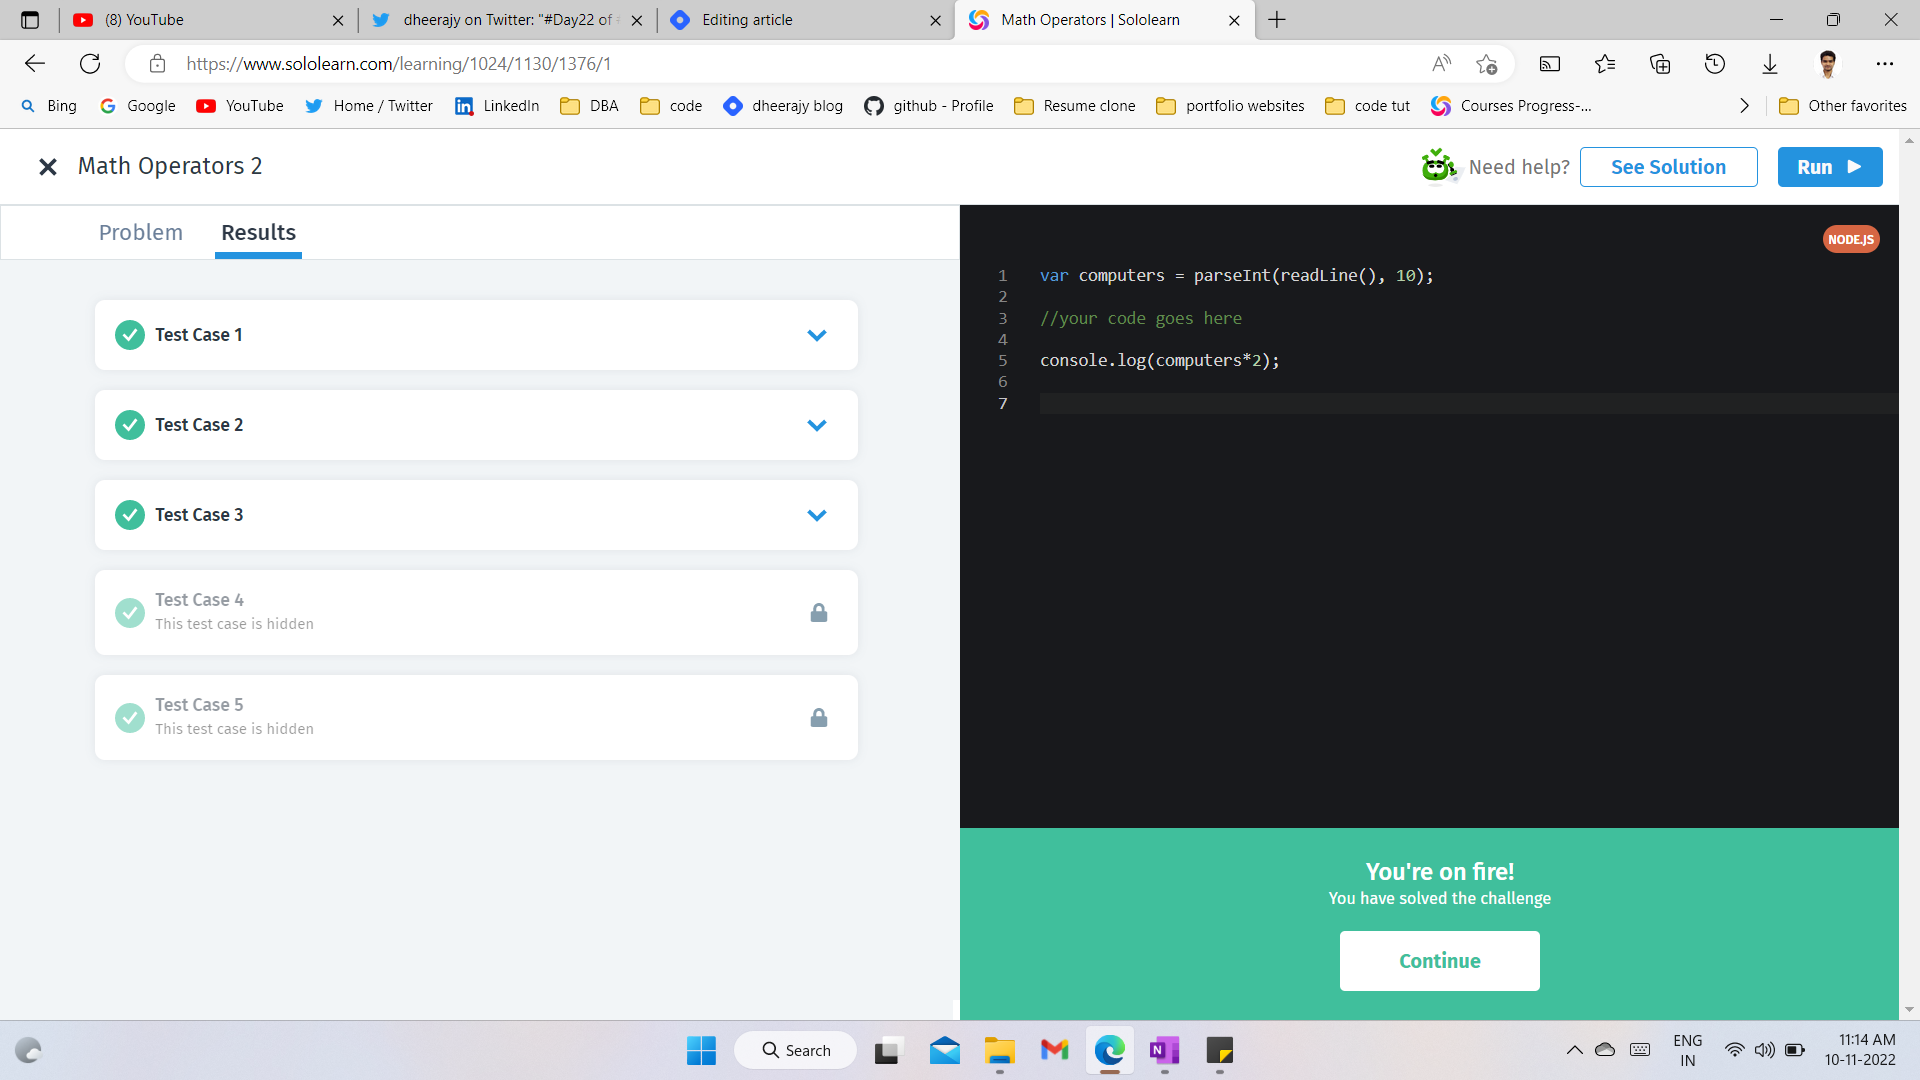 (8) YouTube
dheerajy on Twitter: "#Day22 of
Editing article
Math Operators | Sololearn
https://www.sololearn.com/learning/1024/1130/1376/1
Bing
Google
YouTube
Home / Twitter
LinkedIn
DBA
code
dheerajy blog
github - Profile
Resume clone
portfolio websites
code tut
Courses Progress-...
Other favorites
Math Operators 2
Need help?
See Solution
Run
Problem
Results
Test Case 1
Test Case 2
Test Case 3
Test Case 4
This test case is hidden
Test Case 5
This test case is hidden
NODE.JS
1 var computers = parseInt(readLine(), 10);
2
3 //your code goes here
4
5 console.log(computers*2);
6
7
You're on fire!
You have solved the challenge
Continue
Search
ENG
IN
11:14 AM
10-11-2022